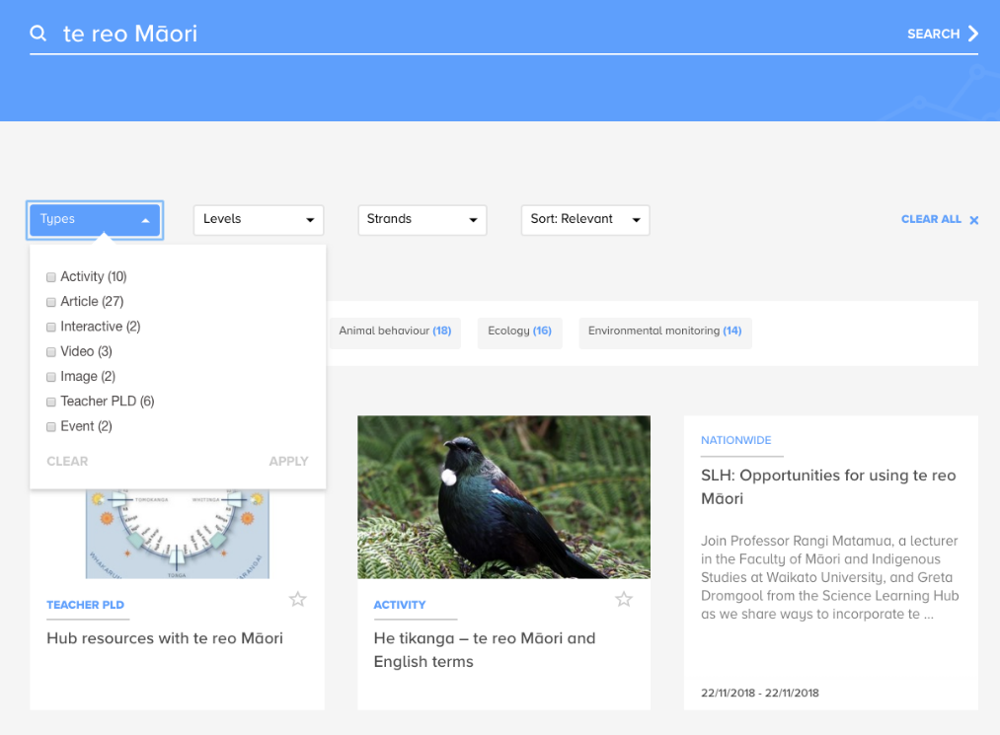 te reo Māori
SEARCH
Types
Levels
Strands
Sort: Relevant
CLEAR ALL
Activity (10)
Article (27)
Interactive (2)
Video (3)
Image (2)
Teacher PLD (6)
Event (2)
CLEAR
APPLY
Animal behaviour (18)
Ecology (16)
Environmental monitoring (14)
TONGA
TEACHER PLD
Hub resources with te reo Māori
ACTIVITY
He tikanga – te reo Māori and
English terms
NATIONWIDE
SLH: Opportunities for using te reo
Māori
Join Professor Rangi Matamua, a lecturer
in the Faculty of Māori and Indigenous
Studies at Waikato University, and Greta
Dromgool from the Science Learning Hub
as we share ways to incorporate te ...
22/11/2018 - 22/11/2018